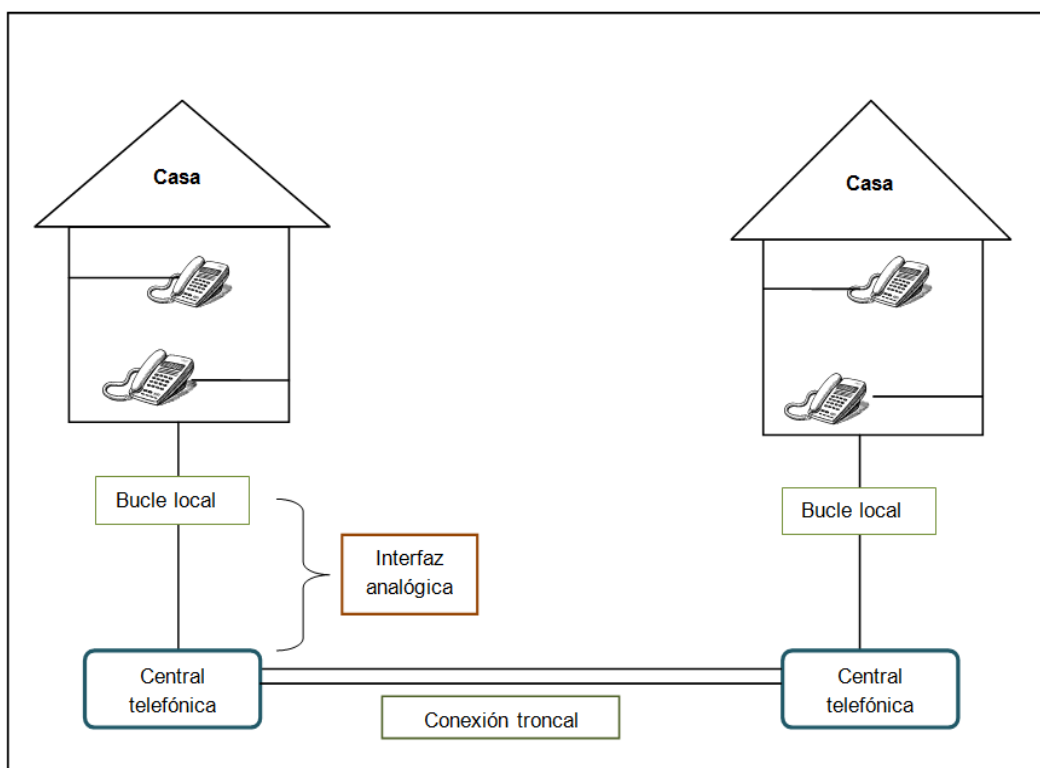 Casa
Casa
Bucle local
Bucle local
Interfaz
analógica
Central
telefónica
Central
telefónica
Conexión troncal